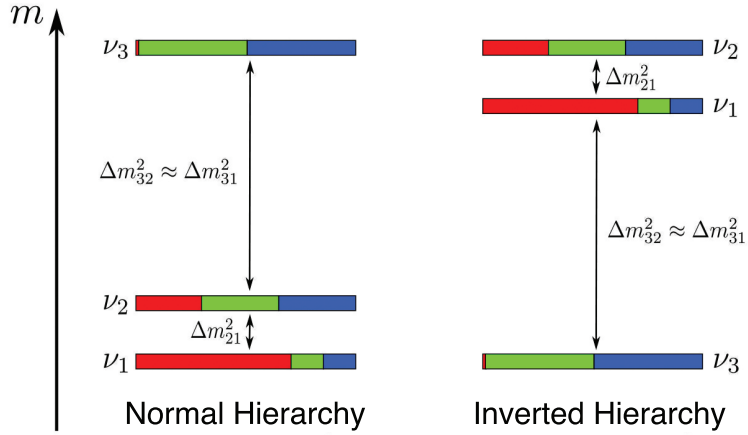 m
ν₃
Δm²₃₂ ≈ Δm²₃₁
ν₂
Δm²₂₁
ν₁
Normal Hierarchy
ν₂
Δm²₂₁
ν₁
Δm²₃₂ ≈ Δm²₃₁
ν₃
Inverted Hierarchy